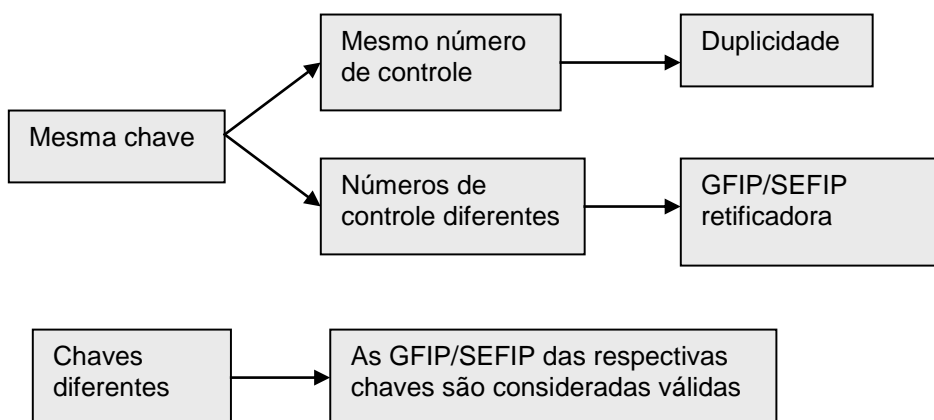 Mesma chave
Mesmo número
de controle
Duplicidade
Números de
controle diferentes
GFIP/SEFIP
retificadora
Chaves
diferentes
As GFIP/SEFIP das respectivas
chaves são consideradas válidas